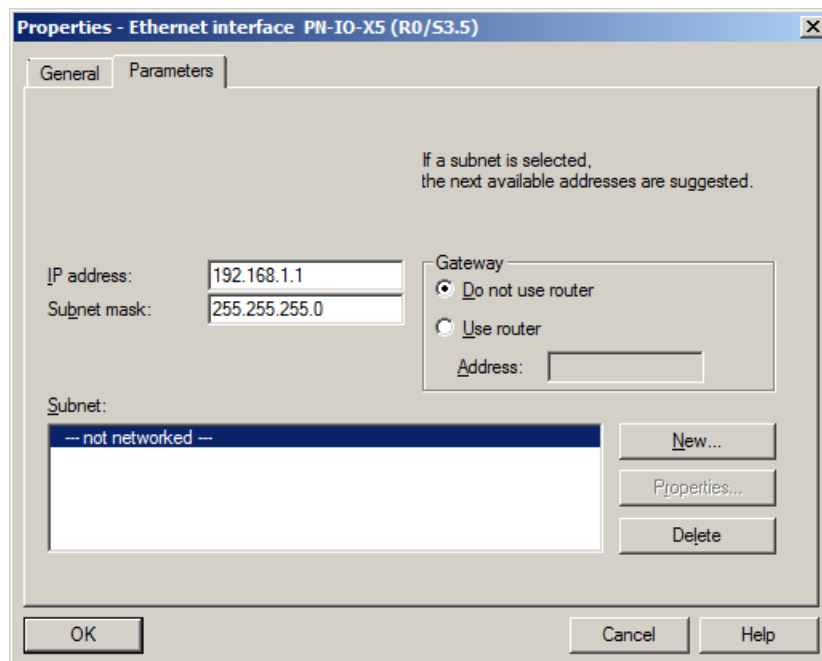 Properties - Ethernet interface PN-IO-X5 (R0/S3.5)
General
Parameters
If a subnet is selected,
the next available addresses are suggested.
IP address:
192.168.1.1
Subnet mask:
255.255.255.0
Gateway
Do not use router
Use router
Address:
Subnet:
--- not networked ---
New...
Properties...
Delete
OK
Cancel
Help